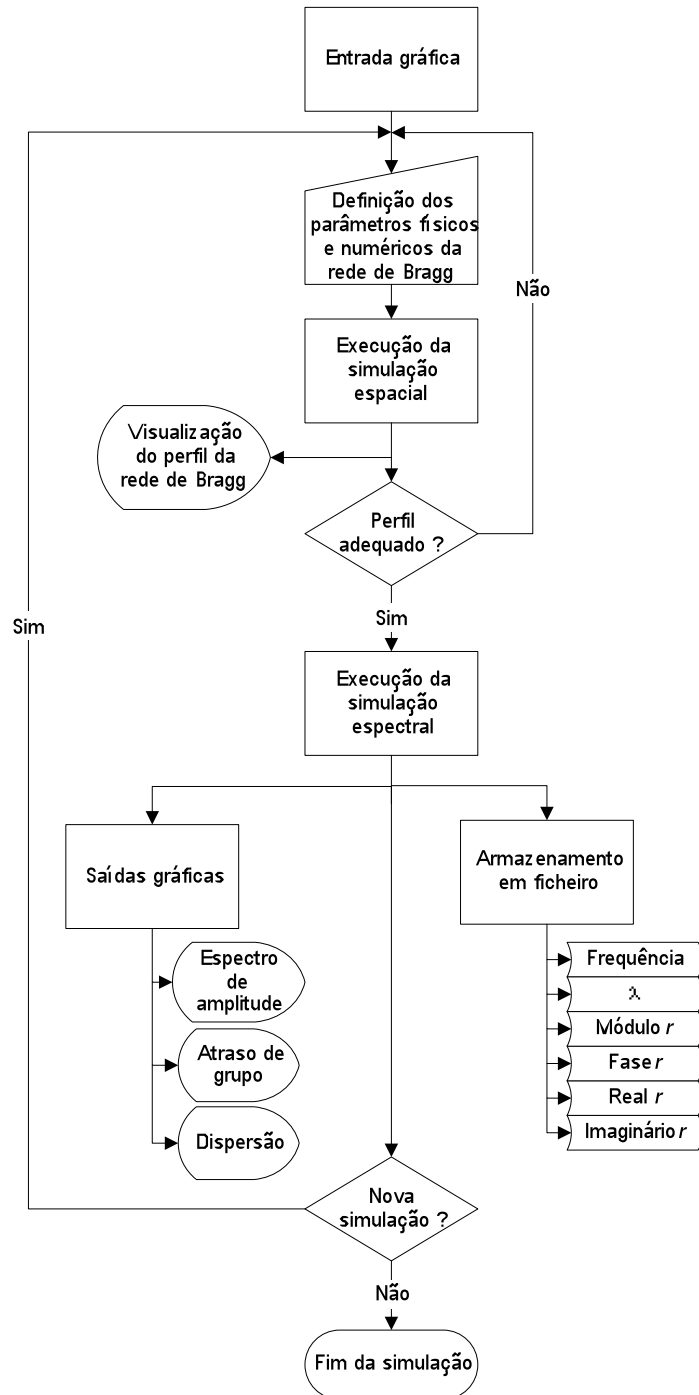 Entrada gráfica
Definição dos
parâmetros físicos
e numéricos da
rede de Bragg
Não
Execução da
simulação
espacial
Visualização
do perfil da
rede de Bragg
Perfil
adequado ?
Sim
Sim
Execução da
simulação
espectral
Saídas gráficas
Armazenamento
em ficheiro
Espectro
de
amplitude
Atraso de
grupo
Dispersão
Frequência
λ
Módulo r
Fase r
Real r
Imaginário r
Nova
simulação ?
Não
Fim da simulação